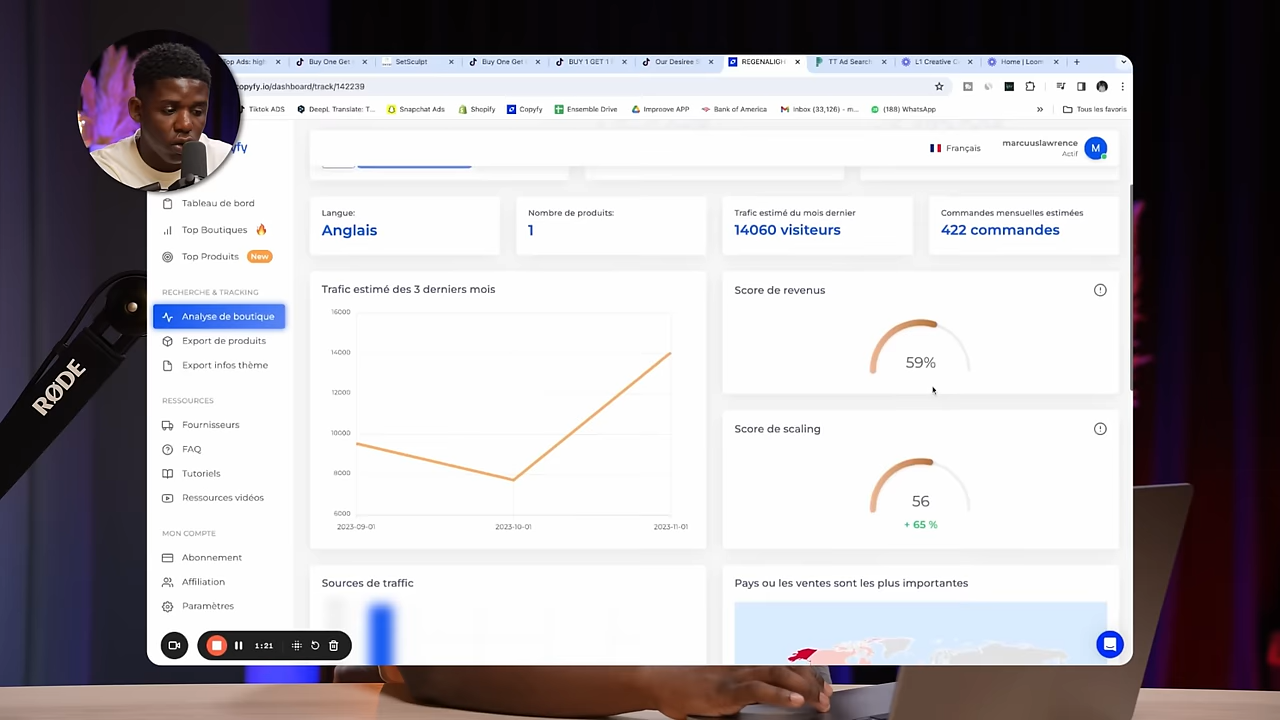 Top Ads: high
Buy One Get
SetSculpt
Buy One Get
BUY 1 GET 1
Our Desiree B
REGENALIGH
TT Ad Search
L1 Creative C
Home | Loom
copyfy.io/dashboard/track/142239
Tiktok ADS
DeepL Translate: T...
Snapchat Ads
Shopify
Copyfy
Ensemble Drive
Improove APP
Bank of America
Inbox (33,126) - m...
(188) WhatsApp
Tous les favoris
yfy
Français
marcuuslawrence
Actif
M
Tableau de bord
Top Boutiques
Top Produits New
RECHERCHE & TRACKING
Analyse de boutique
Export de produits
Export infos thème
RESSOURCES
Fournisseurs
FAQ
Tutoriels
Ressources vidéos
MON COMPTE
Abonnement
Affiliation
Paramètres
1:21
Langue:
Anglais
Nombre de produits:
1
Trafic estimé du mois dernier
14060 visiteurs
Commandes mensuelles estimées
422 commandes
Trafic estimé des 3 derniers mois
16000
14000
12000
10000
8000
6000
2023-09-01
2023-10-01
2023-11-01
Score de revenus
59%
Score de scaling
56
+ 65 %
Sources de traffic
Pays ou les ventes sont les plus importantes
RØDE